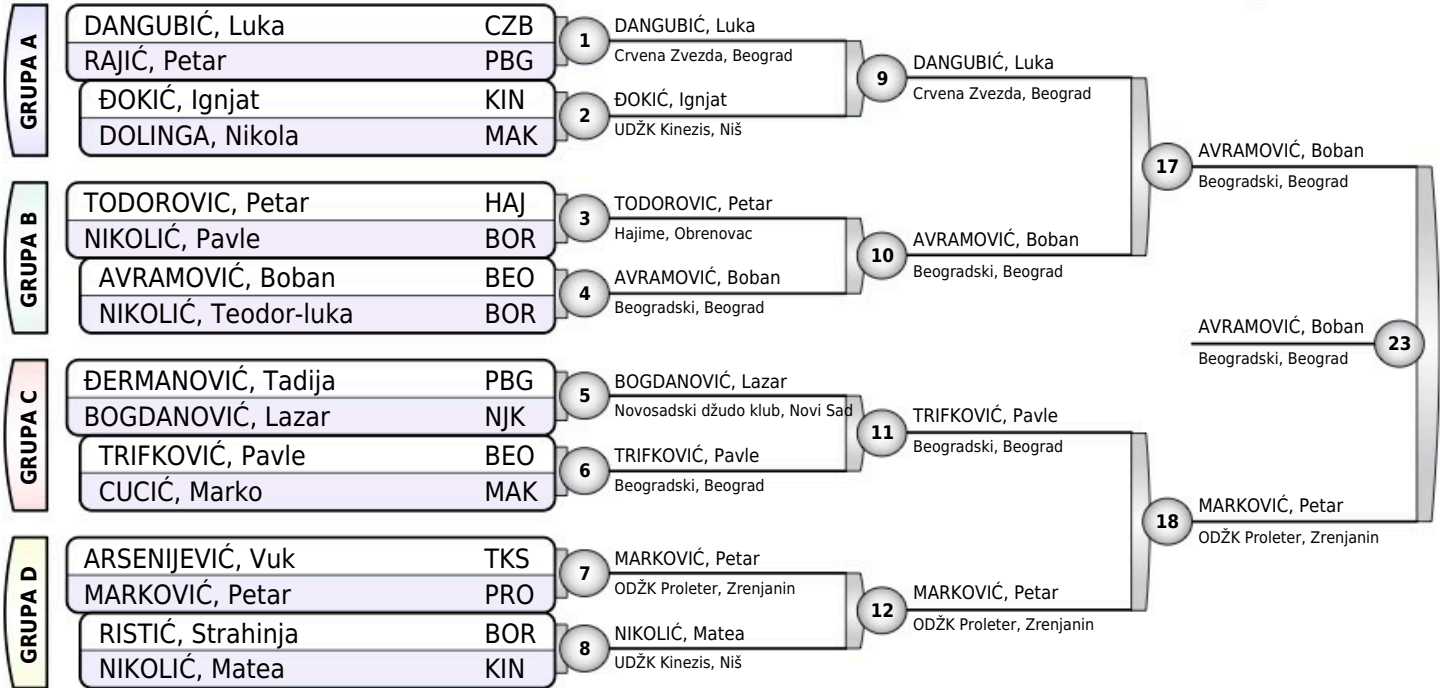 GRUPA A
DANGUBIĆ, Luka CZB
RAJIĆ, Petar PBG
ĐOKIĆ, Ignjat KIN
DOLINGA, Nikola MAK
GRUPA B
TODOROVIC, Petar HAJ
NIKOLIĆ, Pavle BOR
AVRAMOVIĆ, Boban BEO
NIKOLIĆ, Teodor-luka BOR
GRUPA C
ĐERMANOVIĆ, Tadija PBG
BOGDANOVIĆ, Lazar NJK
TRIFKOVIĆ, Pavle BEO
CUCIĆ, Marko MAK
GRUPA D
ARSENIJEVIĆ, Vuk TKS
MARKOVIĆ, Petar PRO
RISTIĆ, Strahinja BOR
NIKOLIĆ, Matea KIN
1
DANGUBIĆ, Luka
Crvena Zvezda, Beograd
2
ĐOKIĆ, Ignjat
UDŽK Kinezis, Niš
3
TODOROVIC, Petar
Hajime, Obrenovac
4
AVRAMOVIĆ, Boban
Beogradski, Beograd
5
BOGDANOVIĆ, Lazar
Novosadski džudo klub, Novi Sad
6
TRIFKOVIĆ, Pavle
Beogradski, Beograd
7
MARKOVIĆ, Petar
ODŽK Proleter, Zrenjanin
8
NIKOLIĆ, Matea
UDŽK Kinezis, Niš
9
DANGUBIĆ, Luka
Crvena Zvezda, Beograd
10
AVRAMOVIĆ, Boban
Beogradski, Beograd
11
TRIFKOVIĆ, Pavle
Beogradski, Beograd
12
MARKOVIĆ, Petar
ODŽK Proleter, Zrenjanin
17
AVRAMOVIĆ, Boban
Beogradski, Beograd
18
MARKOVIĆ, Petar
ODŽK Proleter, Zrenjanin
AVRAMOVIĆ, Boban
Beogradski, Beograd
23